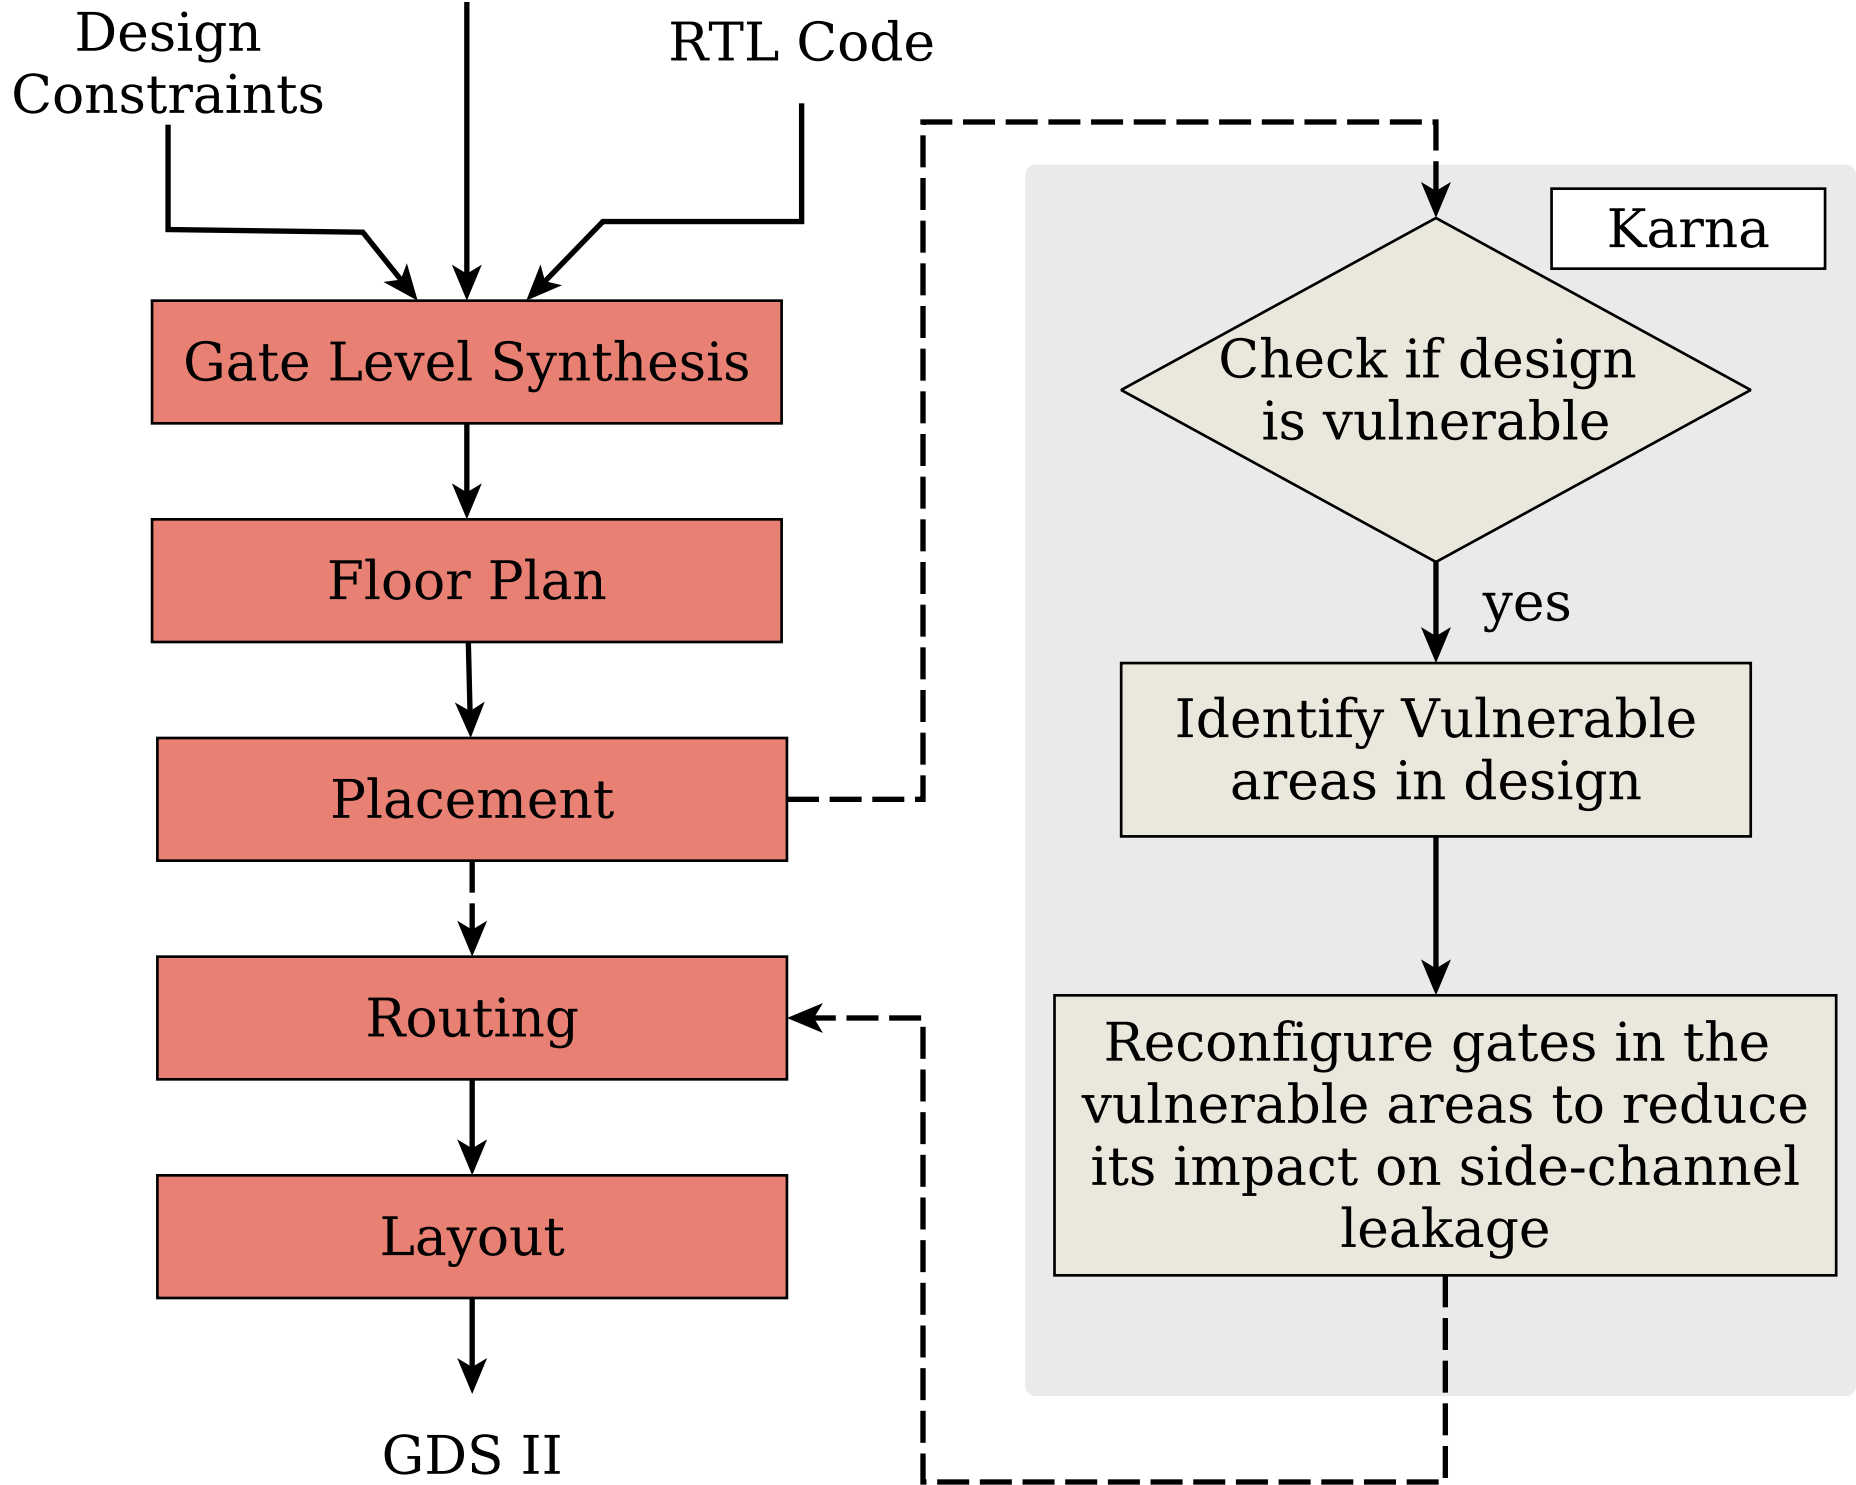 Design
Constraints
RTL Code
Gate Level Synthesis
Floor Plan
Placement
Routing
Layout
GDS II
Karna
Check if design
is vulnerable
yes
Identify Vulnerable
areas in design
Reconfigure gates in the
vulnerable areas to reduce
its impact on side-channel
leakage